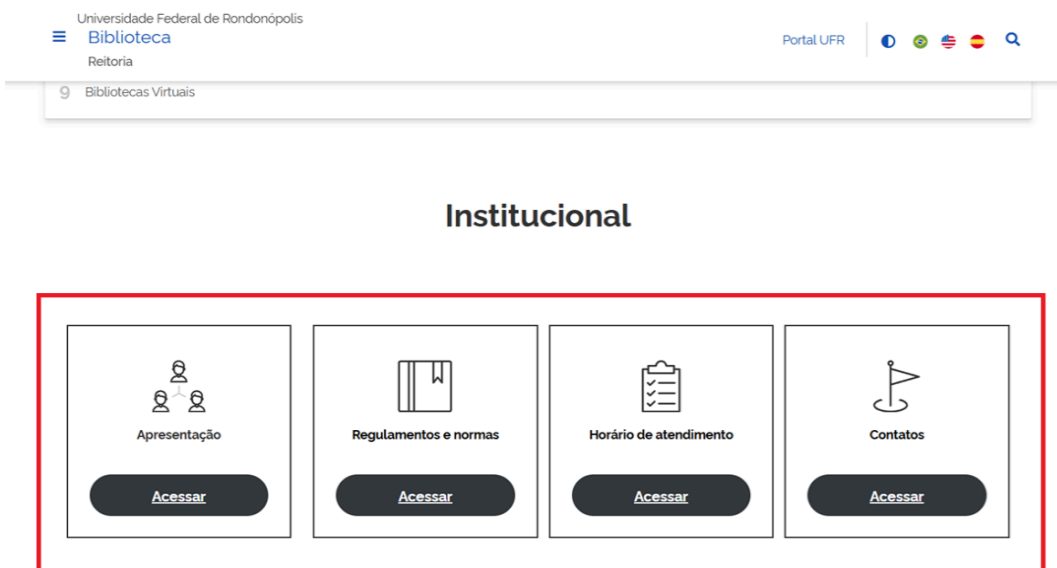 Universidade Federal de Rondonópolis
Biblioteca
Reitoria
Portal UFR
9 Bibliotecas Virtuais
Institucional
Apresentação
Regulamentos e normas
Horário de atendimento
Contatos
Acessar
Acessar
Acessar
Acessar